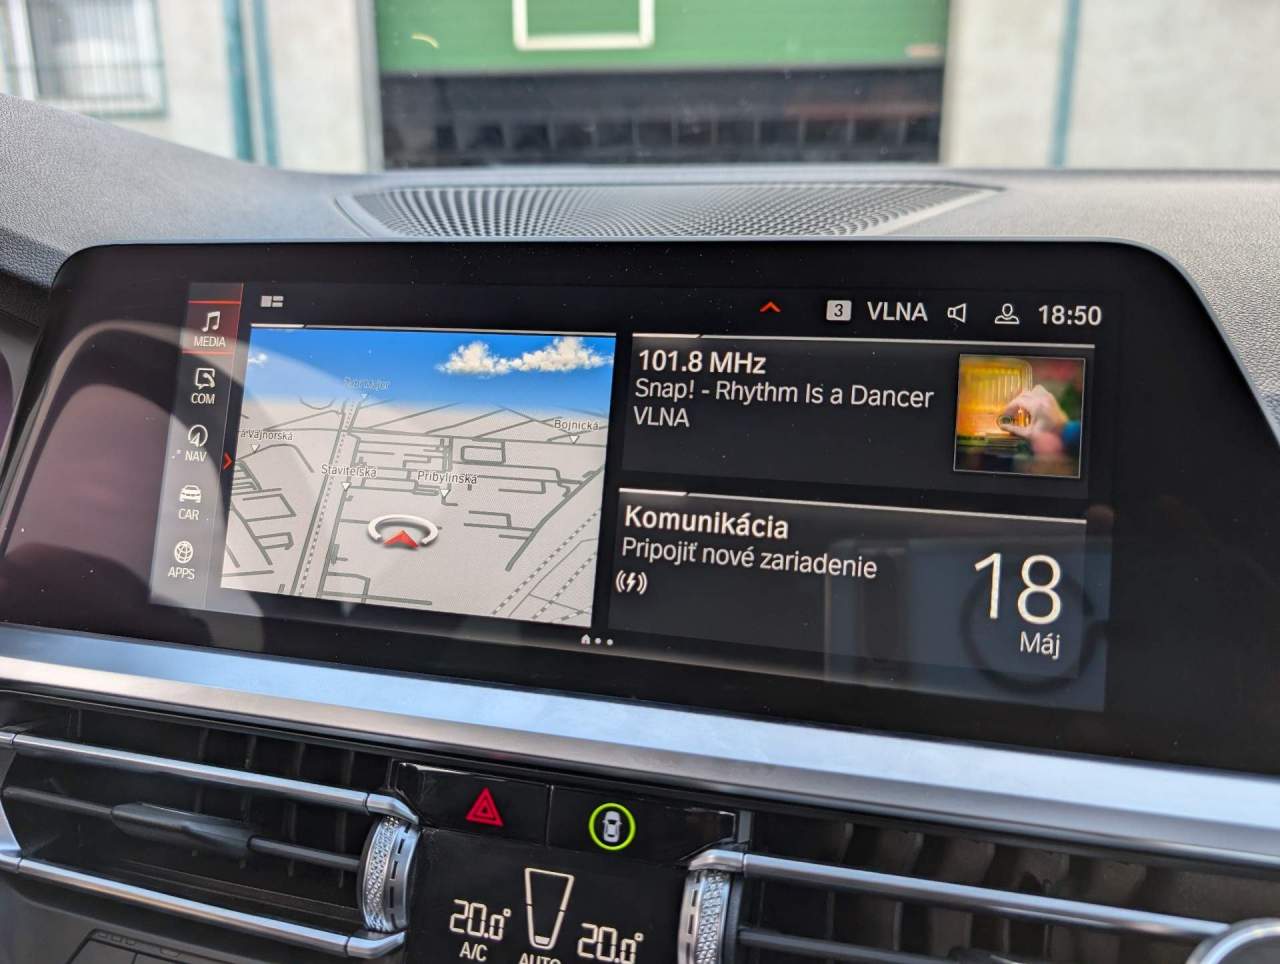 3 VLNA 18:50
MEDIA
COM
NAV
CAR
APPS
Bojnická
Stavitelská
Pribylinská
101.8 MHz
Snap! - Rhythm Is a Dancer
VLNA
Komunikácia
Pripojiť nové zariadenie
18
Máj
20.0°
A/C
AUTO
20.0°